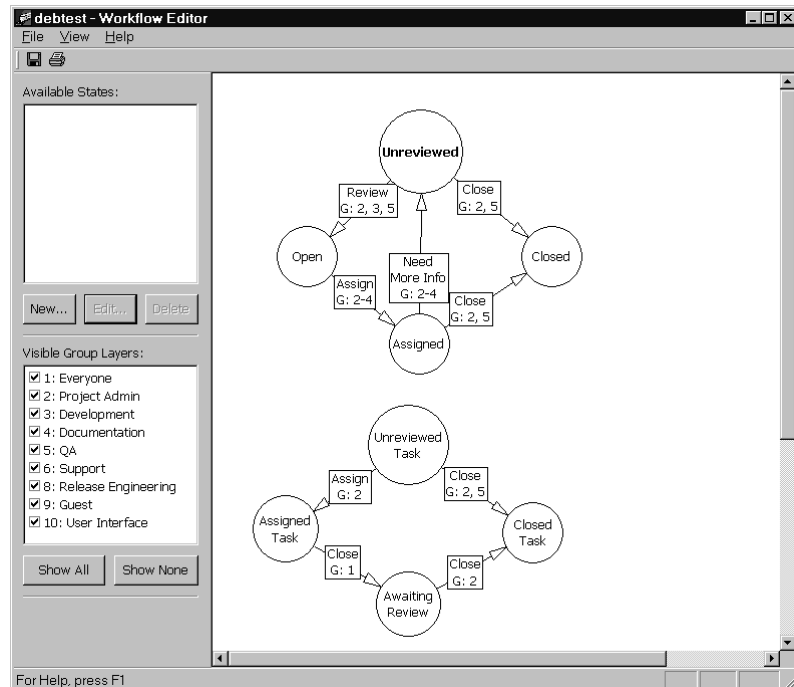 debtest - Workflow Editor
File View Help
Available States:
New... Edit... Delete
Visible Group Layers:
1: Everyone
2: Project Admin
3: Development
4: Documentation
5: QA
6: Support
8: Release Engineering
9: Guest
10: User Interface
Show All Show None
Unreviewed
Review
G: 2, 3, 5
Close
G: 2, 5
Open
Need
More Info
G: 2-4
Closed
Assign
G: 2-4
Close
G: 2, 5
Assigned
Unreviewed
Task
Assign
G: 2
Close
G: 2, 5
Assigned
Task
Closed
Task
Close
G: 1
Close
G: 2
Awaiting
Review
For Help, press F1